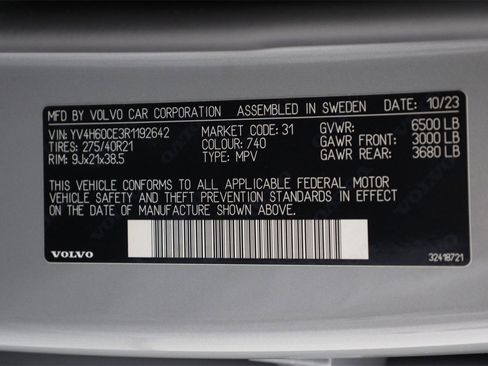 MFD BY VOLVO CAR CORPORATION ASSEMBLED IN SWEDEN DATE: 10/23
VIN: YV4H60CE3R1192642 MARKET CODE: 31 GVWR: 6500 LB
TIRES: 275/40R21 COLOUR: 740 GAWR FRONT: 3000 LB
RIM: 9Jx21x38.5 TYPE: MPV GAWR REAR: 3680 LB
THIS VEHICLE CONFORMS TO ALL APPLICABLE FEDERAL MOTOR
VEHICLE SAFETY AND THEFT PREVENTION STANDARDS IN EFFECT
ON THE DATE OF MANUFACTURE SHOWN ABOVE.
VOLVO 32418721